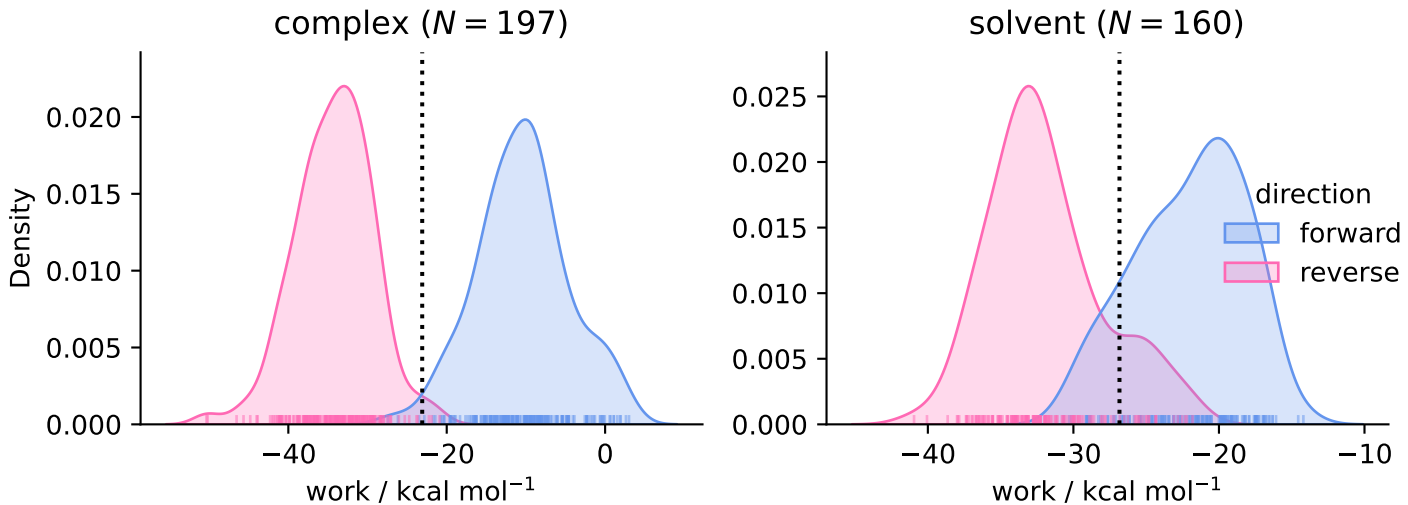 complex (N = 197)
Density
0.020
0.015
0.010
0.005
0.000
−40
−20
0
work / kcal mol⁻¹
solvent (N = 160)
0.025
0.020
0.015
0.010
0.005
0.000
−40
−30
−20
−10
work / kcal mol⁻¹
direction
forward
reverse